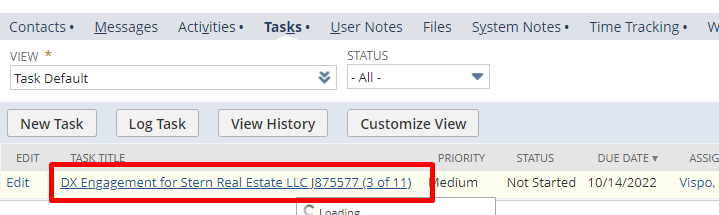 Contacts • Messages Activities • Tasks • User Notes Files System Notes • Time Tracking •
VIEW * STATUS
Task Default - All -
New Task Log Task View History Customize View
EDIT TASK TITLE PRIORITY STATUS DUE DATE ▼
Edit DX Engagement for Stern Real Estate LLC J875577 (3 of 11) Medium Not Started 10/14/2022 Vispo,
Loading